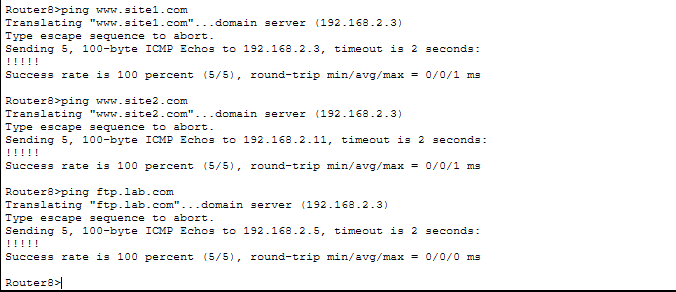 Router8>ping www.site1.com
Translating "www.site1.com"...domain server (192.168.2.3)
Type escape sequence to abort.
Sending 5, 100-byte ICMP Echos to 192.168.2.3, timeout is 2 seconds:
!!!!!
Success rate is 100 percent (5/5), round-trip min/avg/max = 0/0/1 ms
Router8>ping www.site2.com
Translating "www.site2.com"...domain server (192.168.2.3)
Type escape sequence to abort.
Sending 5, 100-byte ICMP Echos to 192.168.2.11, timeout is 2 seconds:
!!!!!
Success rate is 100 percent (5/5), round-trip min/avg/max = 0/0/1 ms
Router8>ping ftp.lab.com
Translating "ftp.lab.com"...domain server (192.168.2.3)
Type escape sequence to abort.
Sending 5, 100-byte ICMP Echos to 192.168.2.5, timeout is 2 seconds:
!!!!!
Success rate is 100 percent (5/5), round-trip min/avg/max = 0/0/0 ms
Router8>